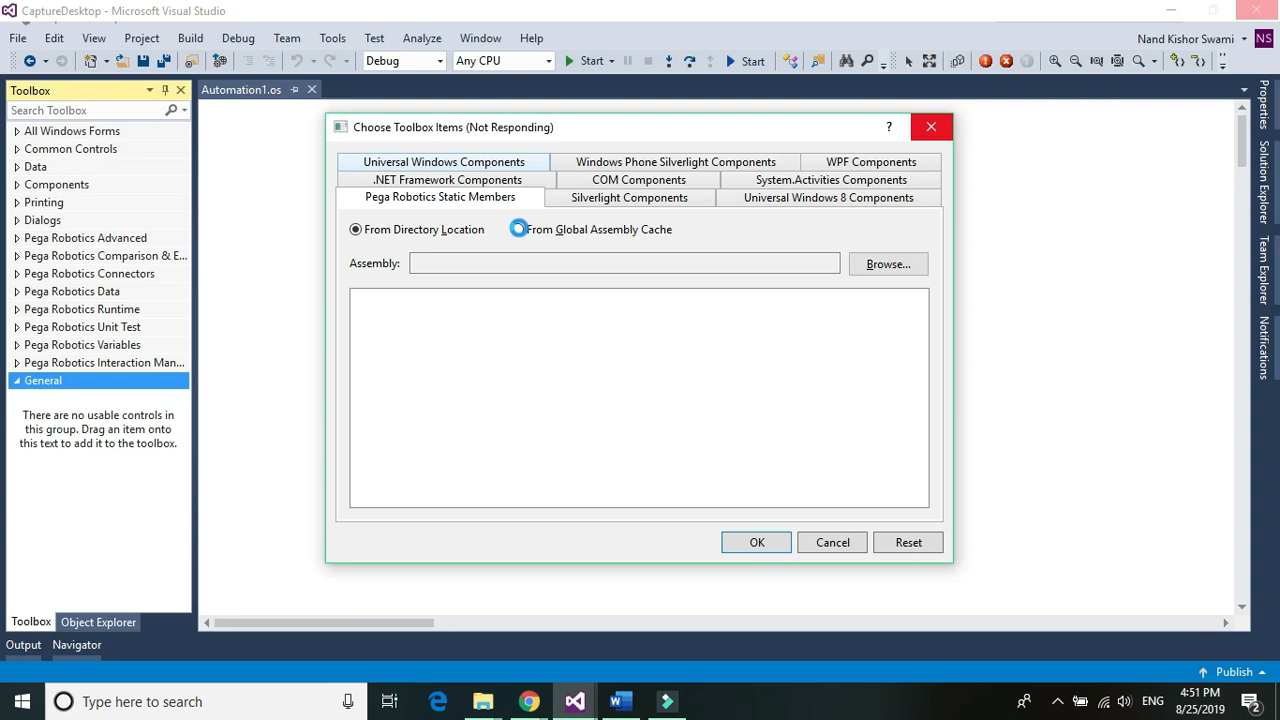 CaptureDesktop - Microsoft Visual Studio
File Edit View Project Build Debug Team Tools Test Analyze Window Help
Nand Kishor Swami NS
Debug Any CPU Start Start
Toolbox
Search Toolbox
All Windows Forms
Common Controls
Data
Components
Printing
Dialogs
Pega Robotics Advanced
Pega Robotics Comparison & E...
Pega Robotics Connectors
Pega Robotics Data
Pega Robotics Runtime
Pega Robotics Unit Test
Pega Robotics Variables
Pega Robotics Interaction Man...
General
There are no usable controls in
this group. Drag an item onto
this text to add it to the toolbox.
Toolbox Object Explorer
Output Navigator
Automation1.os
Choose Toolbox Items (Not Responding)
?
Universal Windows Components Windows Phone Silverlight Components WPF Components
.NET Framework Components COM Components System.Activities Components
Pega Robotics Static Members Silverlight Components Universal Windows 8 Components
From Directory Location From Global Assembly Cache
Assembly: Browse...
OK Cancel Reset
Properties
Solution Explorer
Team Explorer
Notifications
Publish
Type here to search
ENG
4:51 PM
8/25/2019
2